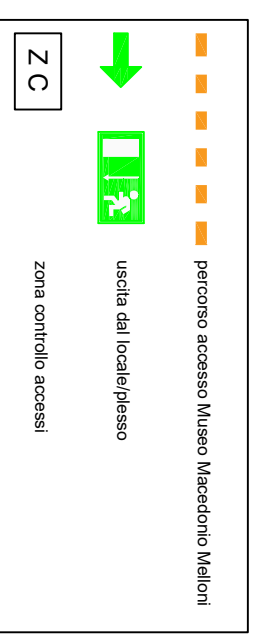 percorso accesso Museo Macedonio Melloni
uscita dal locale/plesso
Z C
zona controllo accessi